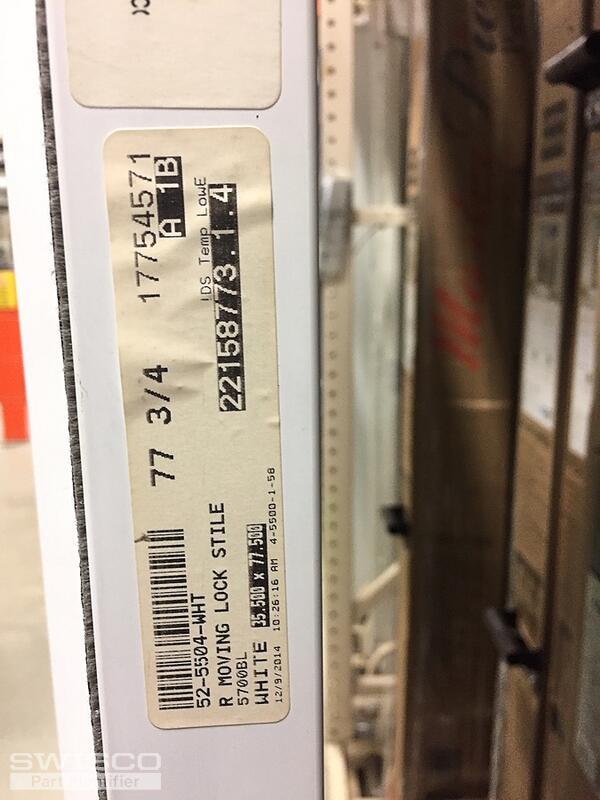 77 3/4 17754571
A 1B
IDS Temp LowE
22158773.1.4
52-5504-WHT
R MOVING LOCK STILE
5700BL
WHITE 35.500 x 77.500
12/9/2014 10:26:16 AM 4-5500-1-58
SWISCO
Part Identifier